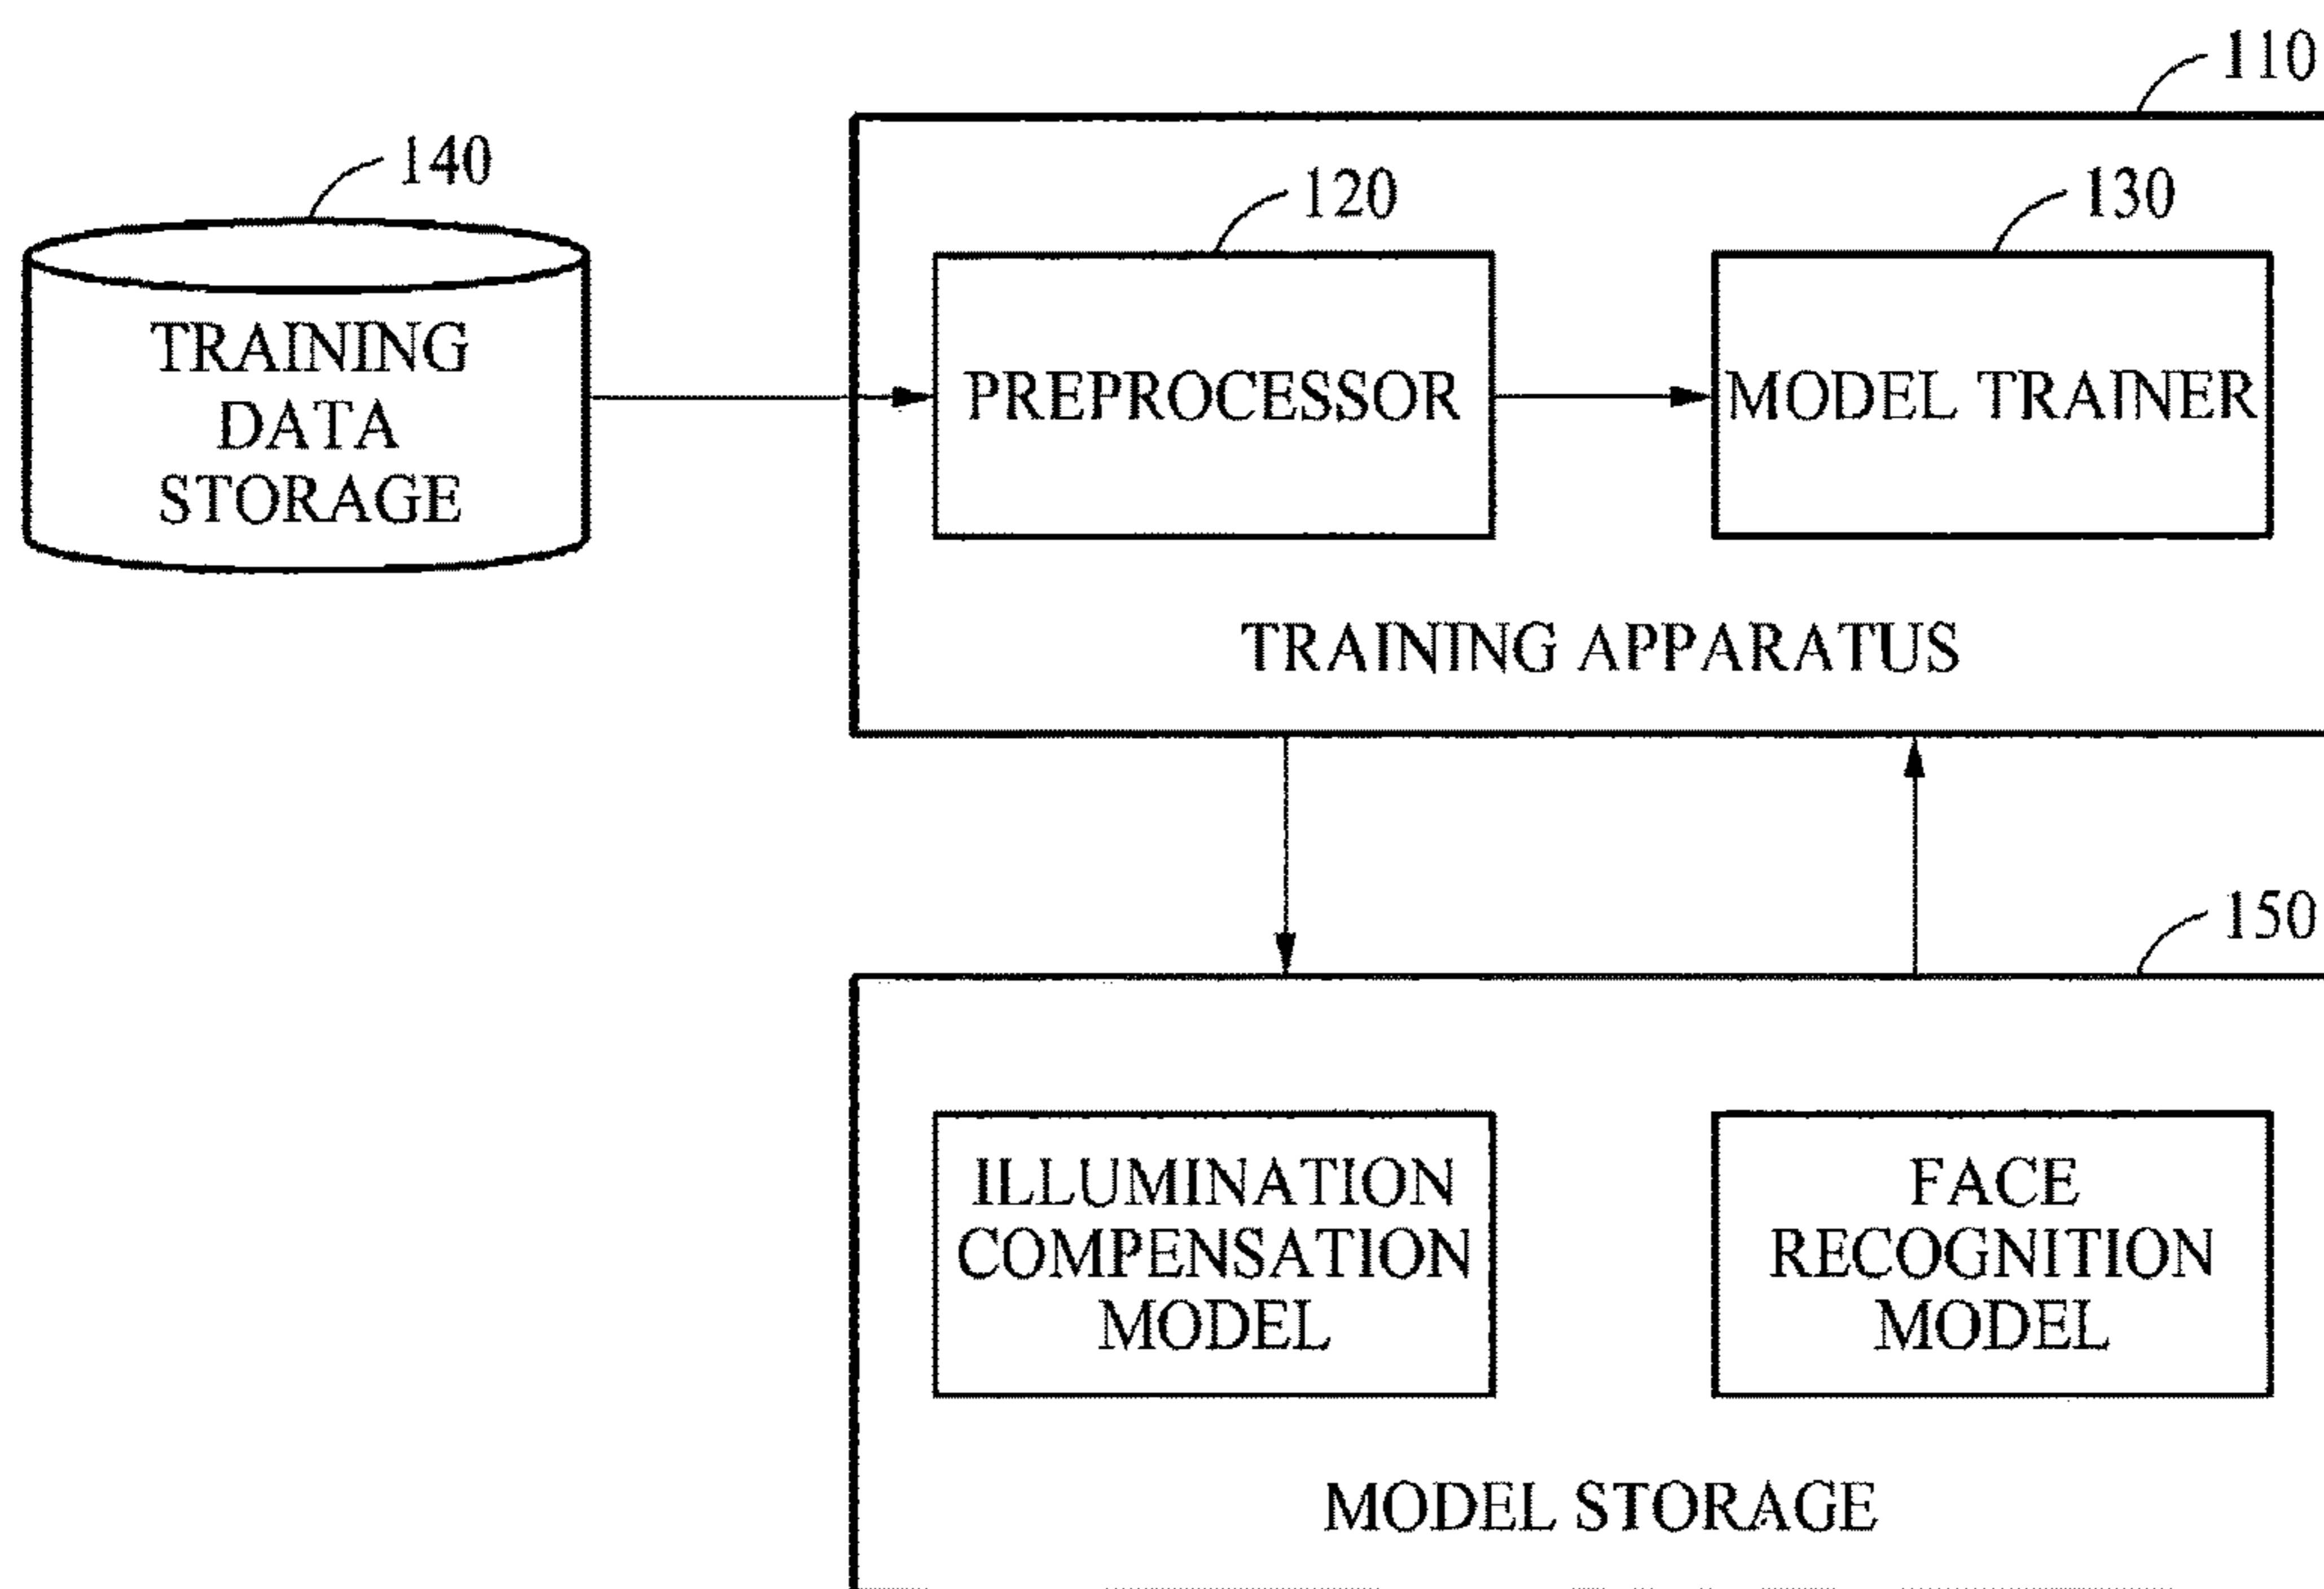 110
140
120
130
TRAINING
DATA
STORAGE
PREPROCESSOR
MODEL TRAINER
TRAINING APPARATUS
150
ILLUMINATION
COMPENSATION
MODEL
FACE
RECOGNITION
MODEL
MODEL STORAGE